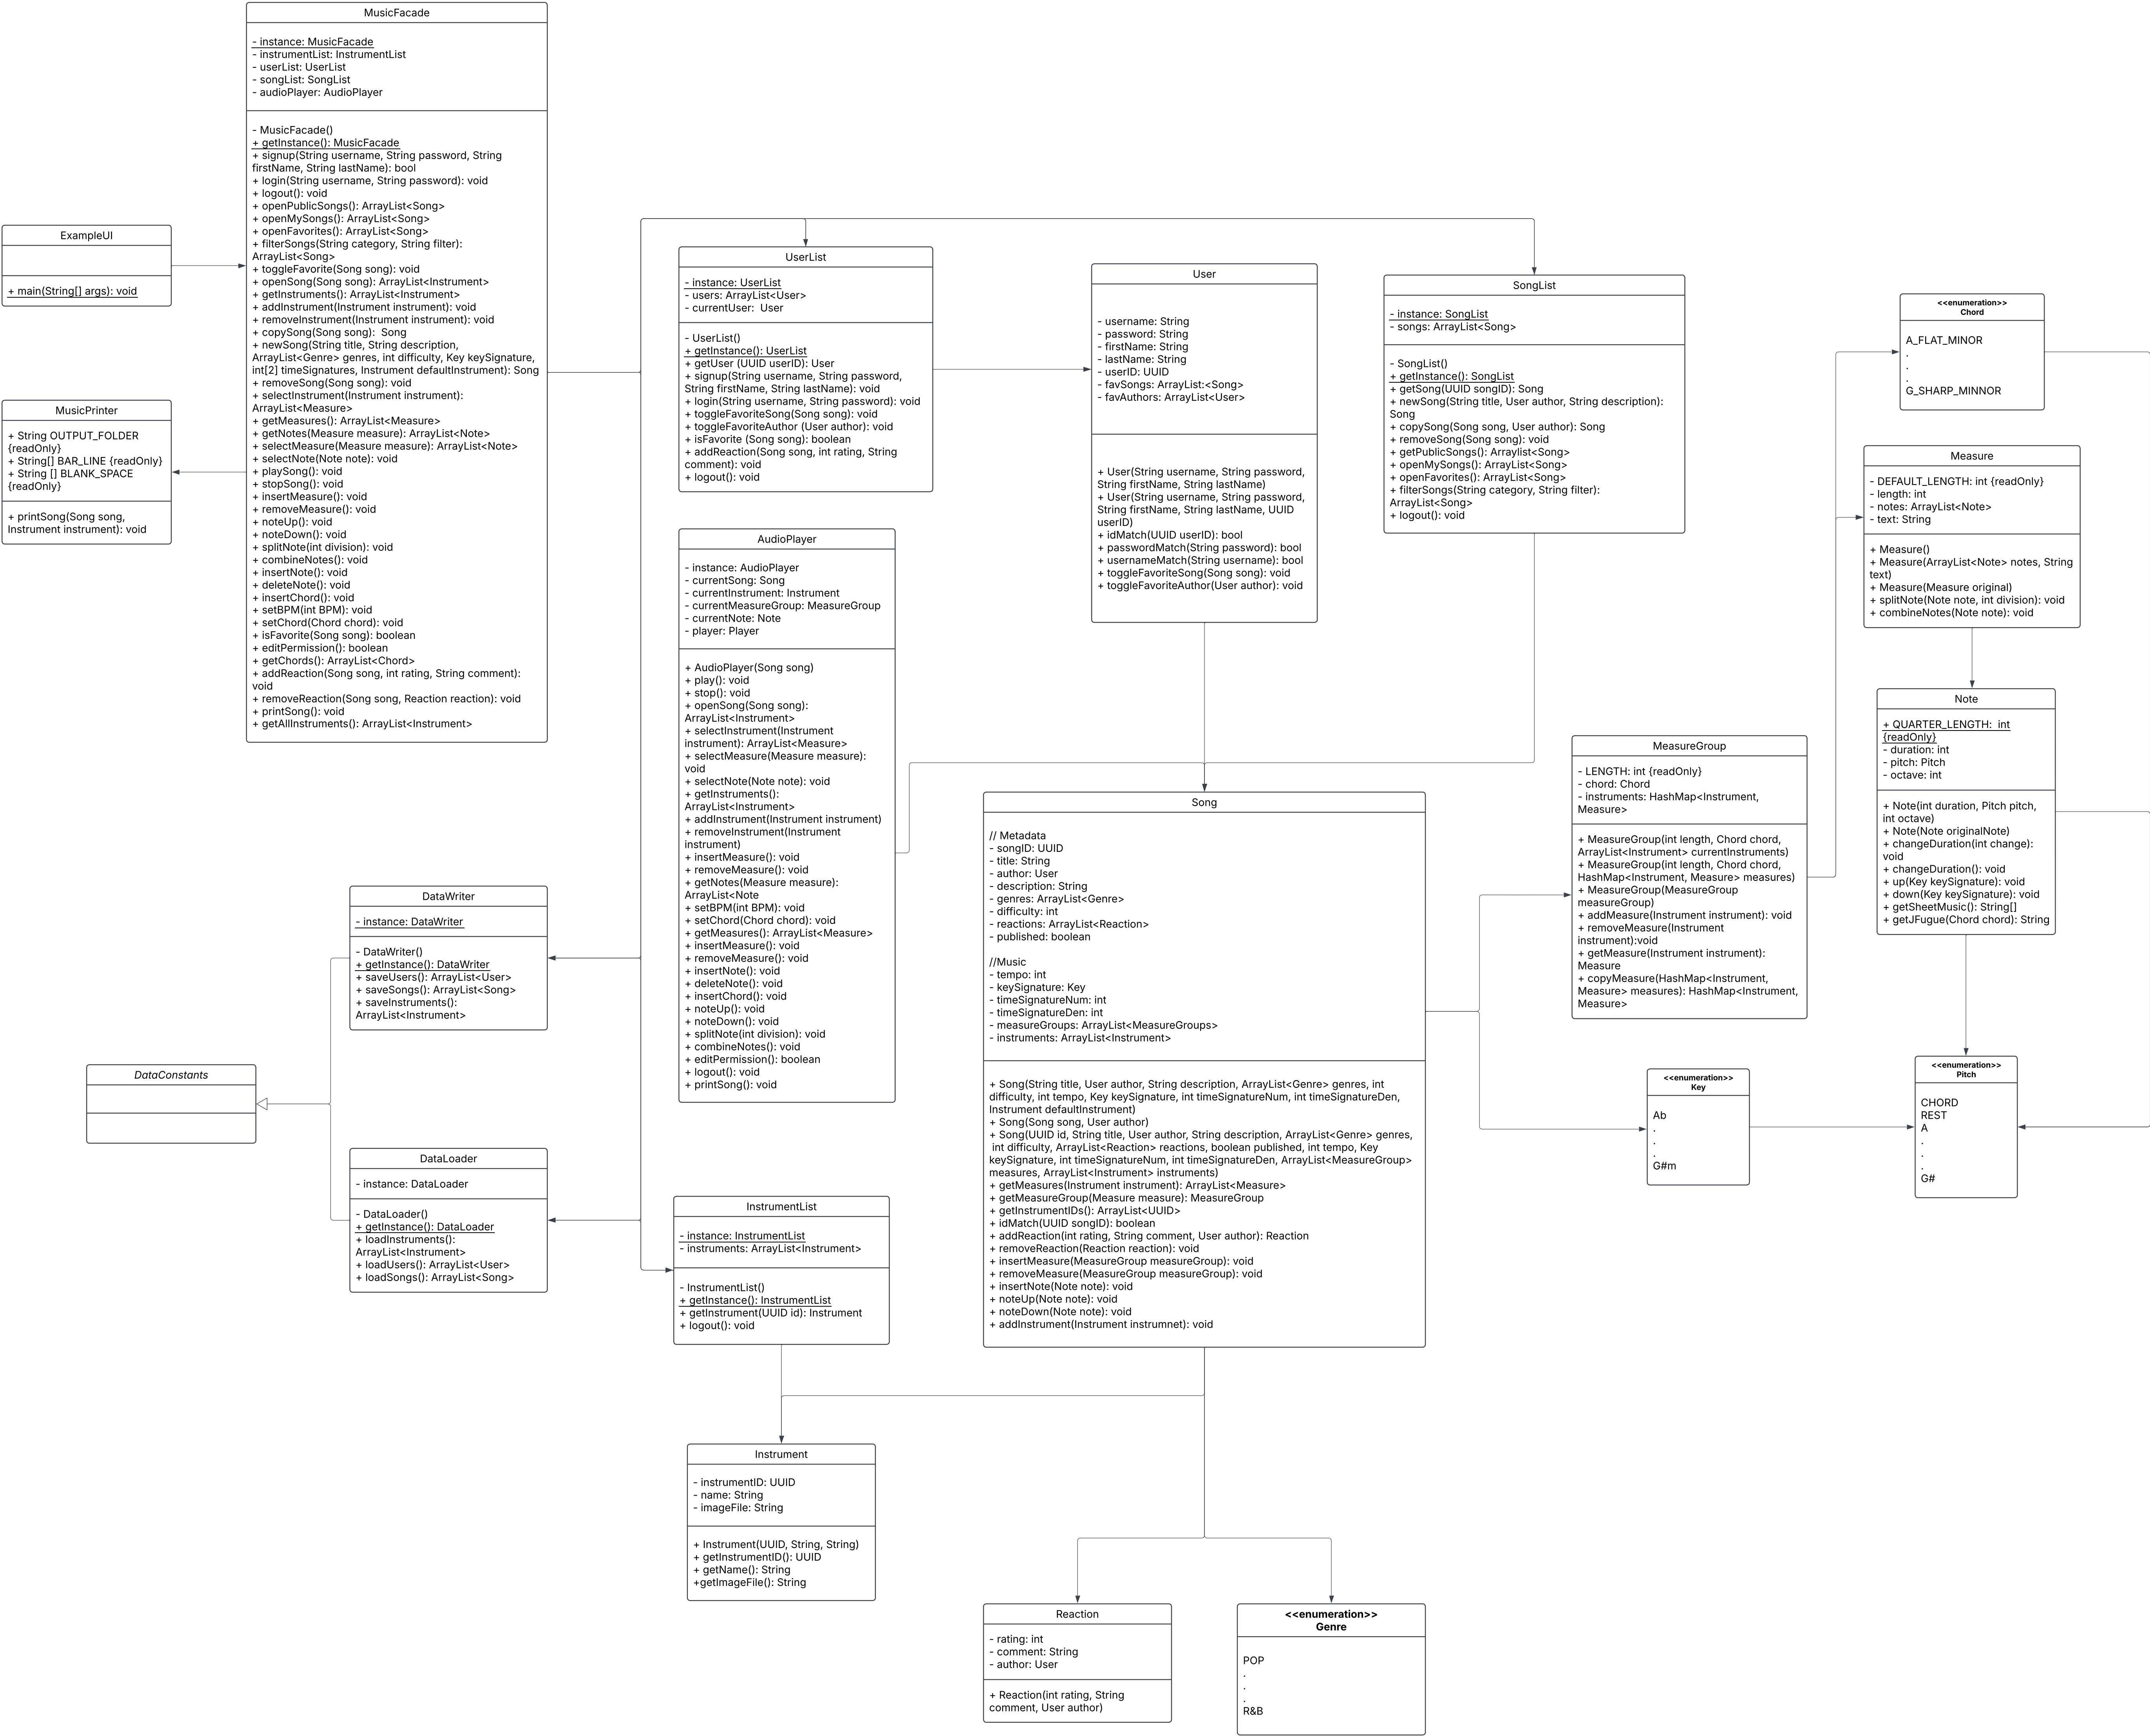 MusicFacade
- instance: MusicFacade
- instrumentList: InstrumentList
- userList: UserList
- songList: SongList
- audioPlayer: AudioPlayer
- MusicFacade()
+ getInstance(): MusicFacade
+ signup(String username, String password, String
firstName, String lastName): bool
+ login(String username, String password): void
+ logout(): void
+ openPublicSongs(): ArrayList<Song>
+ openMySongs(): ArrayList<Song>
+ openFavorites(): ArrayList<Song>
+ filterSongs(String category, String filter):
ArrayList<Song>
+ toggleFavorite(Song song): void
+ openSong(Song song): ArrayList<Instrument>
+ getInstruments(): ArrayList<Instrument>
+ addInstrument(Instrument instrument): void
+ removeInstrument(Instrument instrument): void
+ copySong(Song song):  Song
+ newSong(String title, String description,
ArrayList<Genre> genres, int difficulty, Key keySignature,
int[2] timeSignatures, Instrument defaultInstrument): Song
+ removeSong(Song song): void
+ selectInstrument(Instrument instrument):
ArrayList<Measure>
+ getMeasures(): ArrayList<Measure>
+ getNotes(Measure measure): ArrayList<Note>
+ selectMeasure(Measure measure): ArrayList<Note>
+ selectNote(Note note): void
+ playSong(): void
+ stopSong(): void
+ insertMeasure(): void
+ removeMeasure(): void
+ noteUp(): void
+ noteDown(): void
+ splitNote(int division): void
+ combineNotes(): void
+ insertNote(): void
+ deleteNote(): void
+ insertChord(): void
+ setBPM(int BPM): void
+ setChord(Chord chord): void
+ isFavorite(Song song): boolean
+ editPermission(): boolean
+ getChords(): ArrayList<Chord>
+ addReaction(Song song, int rating, String comment):
void
+ removeReaction(Song song, Reaction reaction): void
+ printSong(): void
+ getAllInstruments(): ArrayList<Instrument>
ExampleUI
+ main(String[] args): void
MusicPrinter
+ String OUTPUT_FOLDER
{readOnly}
+ String[] BAR_LINE {readOnly}
+ String [] BLANK_SPACE
{readOnly}
+ printSong(Song song,
Instrument instrument): void
UserList
- instance: UserList
- users: ArrayList<User>
- currentUser:  User
- UserList()
+ getInstance(): UserList
+ getUser (UUID userID): User
+ signup(String username, String password,
String firstName, String lastName): void
+ login(String username, String password): void
+ toggleFavoriteSong(Song song): void
+ toggleFavoriteAuthor (User author): void
+ isFavorite (Song song): boolean
+ addReaction(Song song, int rating, String
comment): void
+ logout(): void
User
- username: String
- password: String
- firstName: String
- lastName: String
- userID: UUID
- favSongs: ArrayList:<Song>
- favAuthors: ArrayList<User>
+ User(String username, String password,
String firstName, String lastName)
+ User(String username, String password,
String firstName, String lastName, UUID
userID)
+ idMatch(UUID userID): bool
+ passwordMatch(String password): bool
+ usernameMatch(String username): bool
+ toggleFavoriteSong(Song song): void
+ toggleFavoriteAuthor(User author): void
SongList
- instance: SongList
- songs: ArrayList<Song>
- SongList()
+ getInstance(): SongList
+ getSong(UUID songID): Song
+ newSong(String title, User author, String description):
Song
+ copySong(Song song, User author): Song
+ removeSong(Song song): void
+ getPublicSongs(): Arraylist<Song>
+ openMySongs(): ArrayList<Song>
+ openFavorites(): ArrayList<Song>
+ filterSongs(String category, String filter):
ArrayList<Song>
+ logout(): void
<<enumeration>>
Chord
A_FLAT_MINOR
.
.
.
G_SHARP_MINNOR
Measure
- DEFAULT_LENGTH: int {readOnly}
- length: int
- notes: ArrayList<Note>
- text: String
+ Measure()
+ Measure(ArrayList<Note> notes, String
text)
+ Measure(Measure original)
+ splitNote(Note note, int division): void
+ combineNotes(Note note): void
AudioPlayer
- instance: AudioPlayer
- currentSong: Song
- currentInstrument: Instrument
- currentMeasureGroup: MeasureGroup
- currentNote: Note
- player: Player
+ AudioPlayer(Song song)
+ play(): void
+ stop(): void
+ openSong(Song song):
ArrayList<Instrument>
+ selectInstrument(Instrument
instrument): ArrayList<Measure>
+ selectMeasure(Measure measure):
void
+ selectNote(Note note): void
+ getInstruments():
ArrayList<Instrument>
+ addInstrument(Instrument instrument)
+ removeInstrument(Instrument
instrument)
+ insertMeasure(): void
+ removeMeasure(): void
+ getNotes(Measure measure):
ArrayList<Note
+ setBPM(int BPM): void
+ setChord(Chord chord): void
+ getMeasures(): ArrayList<Measure>
+ insertMeasure(): void
+ removeMeasure(): void
+ insertNote(): void
+ deleteNote(): void
+ insertChord(): void
+ noteUp(): void
+ noteDown(): void
+ splitNote(int division): void
+ combineNotes(): void
+ editPermission(): boolean
+ logout(): void
+ printSong(): void
Note
+ QUARTER_LENGTH:  int
{readOnly}
- duration: int
- pitch: Pitch
- octave: int
+ Note(int duration, Pitch pitch,
int octave)
+ Note(Note originalNote)
+ changeDuration(int change):
void
+ changeDuration(): void
+ up(Key keySignature): void
+ down(Key keySignature): void
+ getSheetMusic(): String[]
+ getJFugue(Chord chord): String
MeasureGroup
- LENGTH: int {readOnly}
- chord: Chord
- instruments: HashMap<Instrument,
Measure>
+ MeasureGroup(int length, Chord chord,
ArrayList<Instrument> currentInstruments)
+ MeasureGroup(int length, Chord chord,
HashMap<Instrument, Measure> measures)
+ MeasureGroup(MeasureGroup
measureGroup)
+ addMeasure(Instrument instrument): void
+ removeMeasure(Instrument
instrument):void
+ getMeasure(Instrument instrument):
Measure
+ copyMeasure(HashMap<Instrument,
Measure> measures): HashMap<Instrument,
Measure>
Song
// Metadata
- songID: UUID
- title: String
- author: User
- description: String
- genres: ArrayList<Genre>
- difficulty: int
- reactions: ArrayList<Reaction>
- published: boolean
//Music
- tempo: int
- keySignature: Key
- timeSignatureNum: int
- timeSignatureDen: int
- measureGroups: ArrayList<MeasureGroups>
- instruments: ArrayList<Instrument>
+ Song(String title, User author, String description, ArrayList<Genre> genres, int
difficulty, int tempo, Key keySignature, int timeSignatureNum, int timeSignatureDen,
Instrument defaultInstrument)
+ Song(Song song, User author)
+ Song(UUID id, String title, User author, String description, ArrayList<Genre> genres,
int difficulty, ArrayList<Reaction> reactions, boolean published, int tempo, Key
keySignature, int timeSignatureNum, int timeSignatureDen, ArrayList<MeasureGroup>
measures, ArrayList<Instrument> instruments)
+ getMeasures(Instrument instrument): ArrayList<Measure>
+ getMeasureGroup(Measure measure): MeasureGroup
+ getInstrumentIDs(): ArrayList<UUID>
+ idMatch(UUID songID): boolean
+ addReaction(int rating, String comment, User author): Reaction
+ removeReaction(Reaction reaction): void
+ insertMeasure(MeasureGroup measureGroup): void
+ removeMeasure(MeasureGroup measureGroup): void
+ insertNote(Note note): void
+ noteUp(Note note): void
+ noteDown(Note note): void
+ addInstrument(Instrument instrumnet): void
DataWriter
- instance: DataWriter
- DataWriter()
+ getInstance(): DataWriter
+ saveUsers(): ArrayList<User>
+ saveSongs(): ArrayList<Song>
+ saveInstruments():
ArrayList<Instrument>
DataConstants
<<enumeration>>
Key
Ab
.
.
.
G#m
<<enumeration>>
Pitch
CHORD
REST
A
.
.
.
G#
DataLoader
- instance: DataLoader
- DataLoader()
+ getInstance(): DataLoader
+ loadInstruments():
ArrayList<Instrument>
+ loadUsers(): ArrayList<User>
+ loadSongs(): ArrayList<Song>
InstrumentList
- instance: InstrumentList
- instruments: ArrayList<Instrument>
- InstrumentList()
+ getInstance(): InstrumentList
+ getInstrument(UUID id): Instrument
+ logout(): void
Instrument
- instrumentID: UUID
- name: String
- imageFile: String
+ Instrument(UUID, String, String)
+ getInstrumentID(): UUID
+ getName(): String
+getImageFile(): String
Reaction
- rating: int
- comment: String
- author: User
+ Reaction(int rating, String
comment, User author)
<<enumeration>>
Genre
POP
.
.
.
R&B